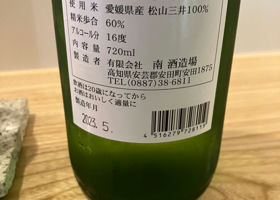 使用米 愛媛県産 松山三井100%
精米歩合 60%
アルコール分 16度
内容量 720ml
製造者 有限会社 南 酒造場
高知県安芸郡安田町安田1875
TEL(0887)38-6811
お酒は20歳になってから
お酒はおいしく適量に
製造年月
2023.5.
4516279728119